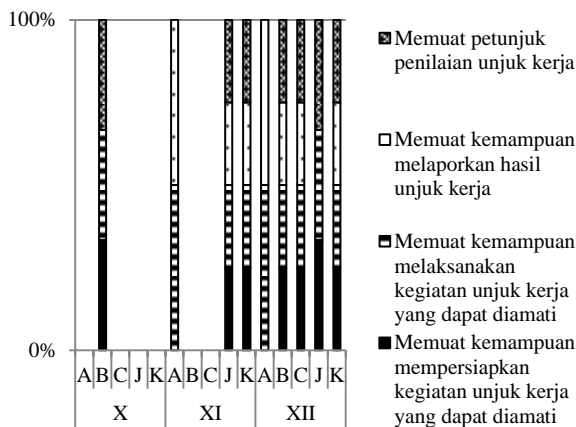 100%
0%
A B C J K A B C J K A B C J K
X XI XII
Memuat petunjuk
penilaian unjuk kerja
Memuat kemampuan
melaporkan hasil
unjuk kerja
Memuat kemampuan
melaksanakan
kegiatan unjuk kerja
yang dapat diamati
Memuat kemampuan
mempersiapkan
kegiatan unjuk kerja
yang dapat diamati